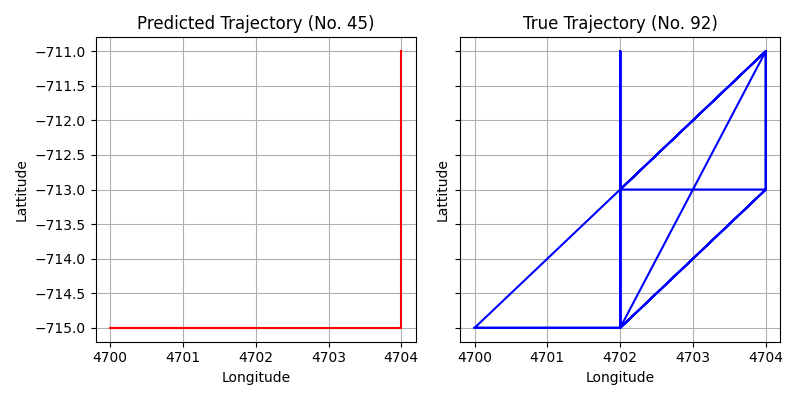 Predicted Trajectory (No. 45)
True Trajectory (No. 92)
Lattitude
−711.0
−711.5
−712.0
−712.5
−713.0
−713.5
−714.0
−714.5
−715.0
4700 4701 4702 4703 4704
Longitude
Lattitude
4700 4701 4702 4703 4704
Longitude